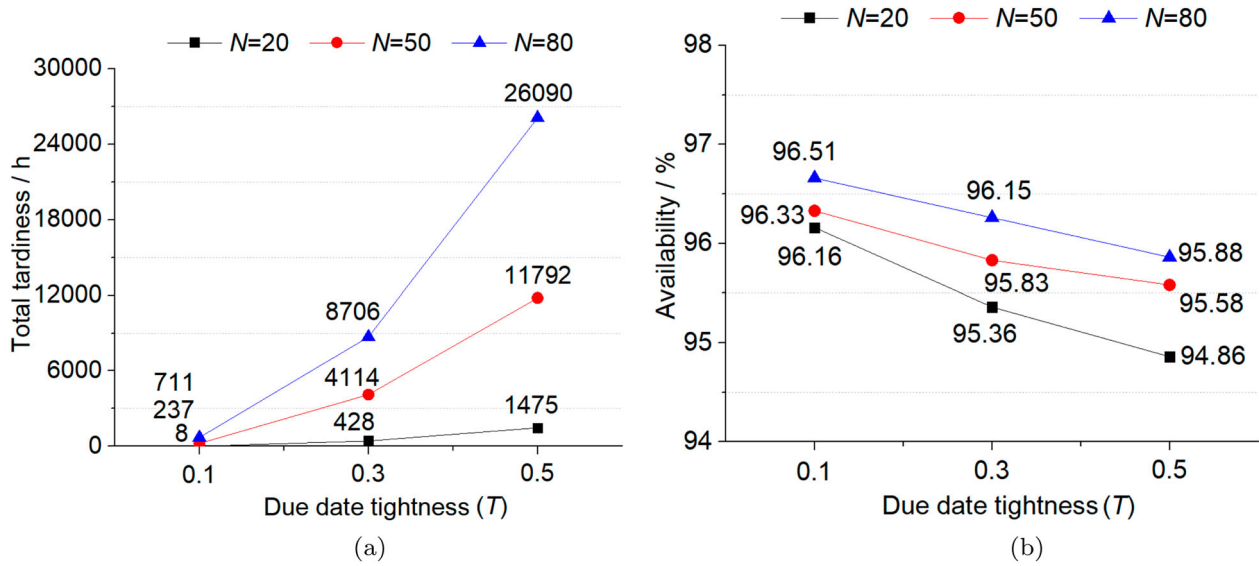 N=20 N=50 N=80
30000
24000
18000
12000
6000
0
Total tardiness / h
711
237
8
8706
4114
428
26090
11792
1475
0.1 0.3 0.5
Due date tightness (T)
(a)
N=20 N=50 N=80
98
97
96
95
94
Availability / %
96.51
96.33
96.16
96.15
95.83
95.36
95.88
95.58
94.86
0.1 0.3 0.5
Due date tightness (T)
(b)